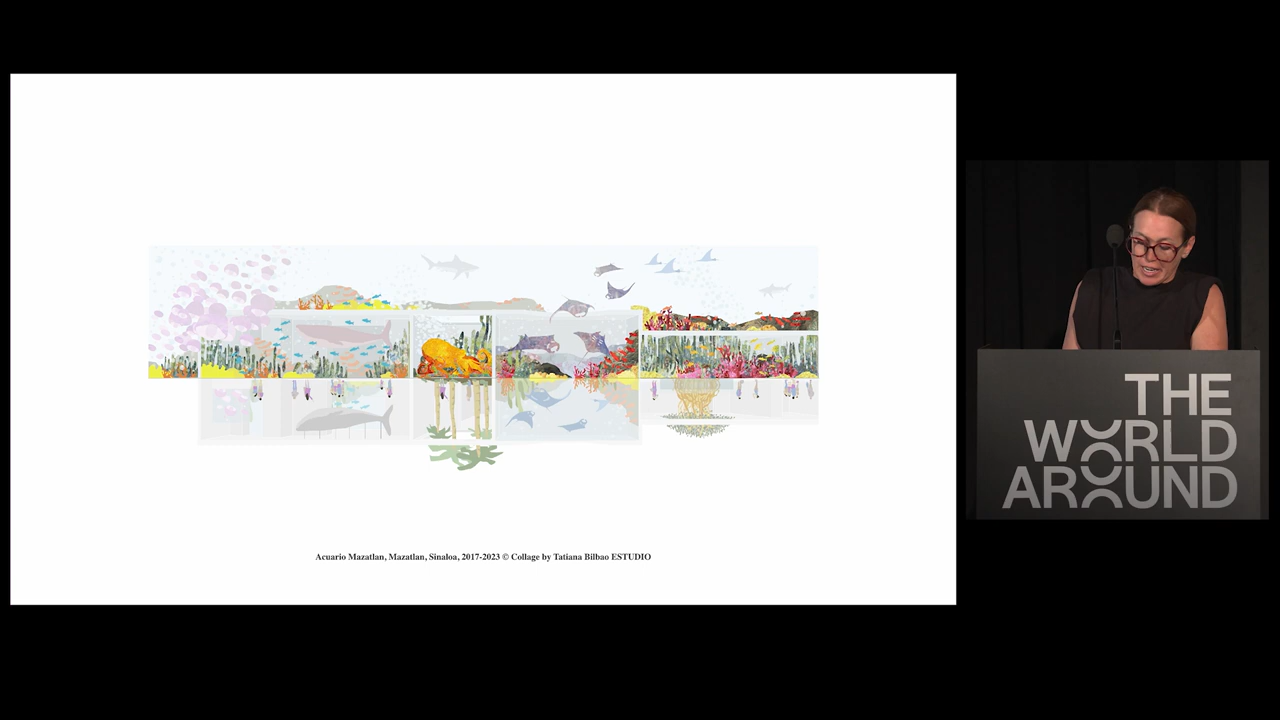 Acuario Mazatlan, Mazatlan, Sinaloa, 2017-2023 © Collage by Tatiana Bilbao ESTUDIO
THE
WORLD
AROUND